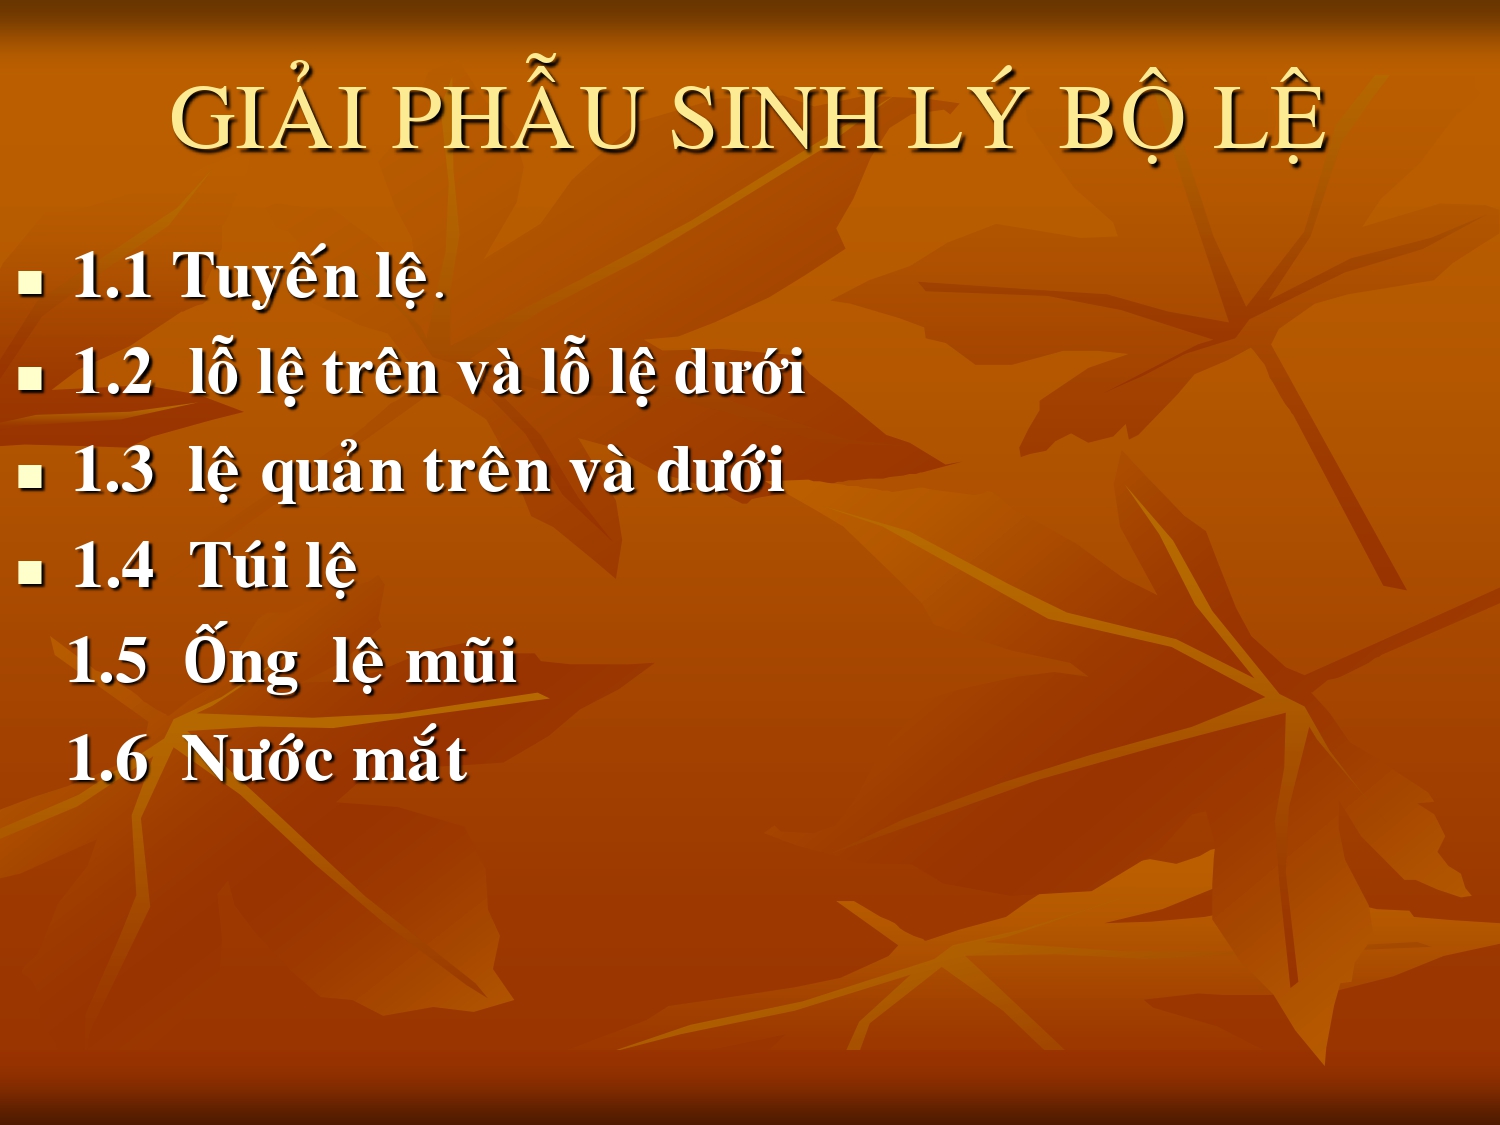 GIẢI PHẪU SINH LÝ BỘ LỆ
1.1 Tuyến lệ.
1.2 lỗ lệ trên và lỗ lệ dưới
1.3 lệ quản trên và dưới
1.4 Túi lệ
1.5 Ống lệ mũi
1.6 Nước mắt